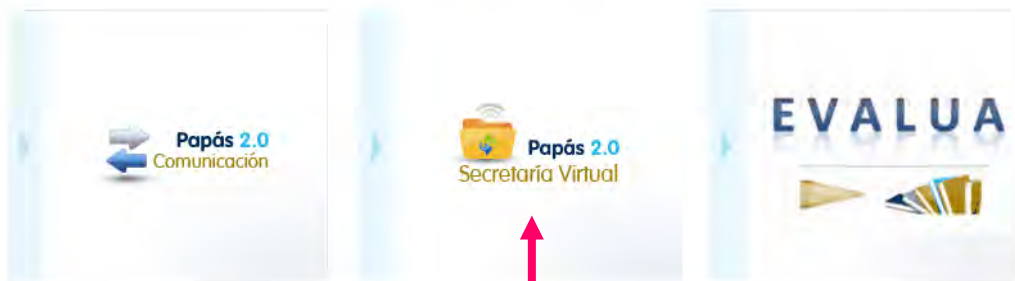 Papás 2.0
Comunicación
Papás 2.0
Secretaría Virtual
EVALUA